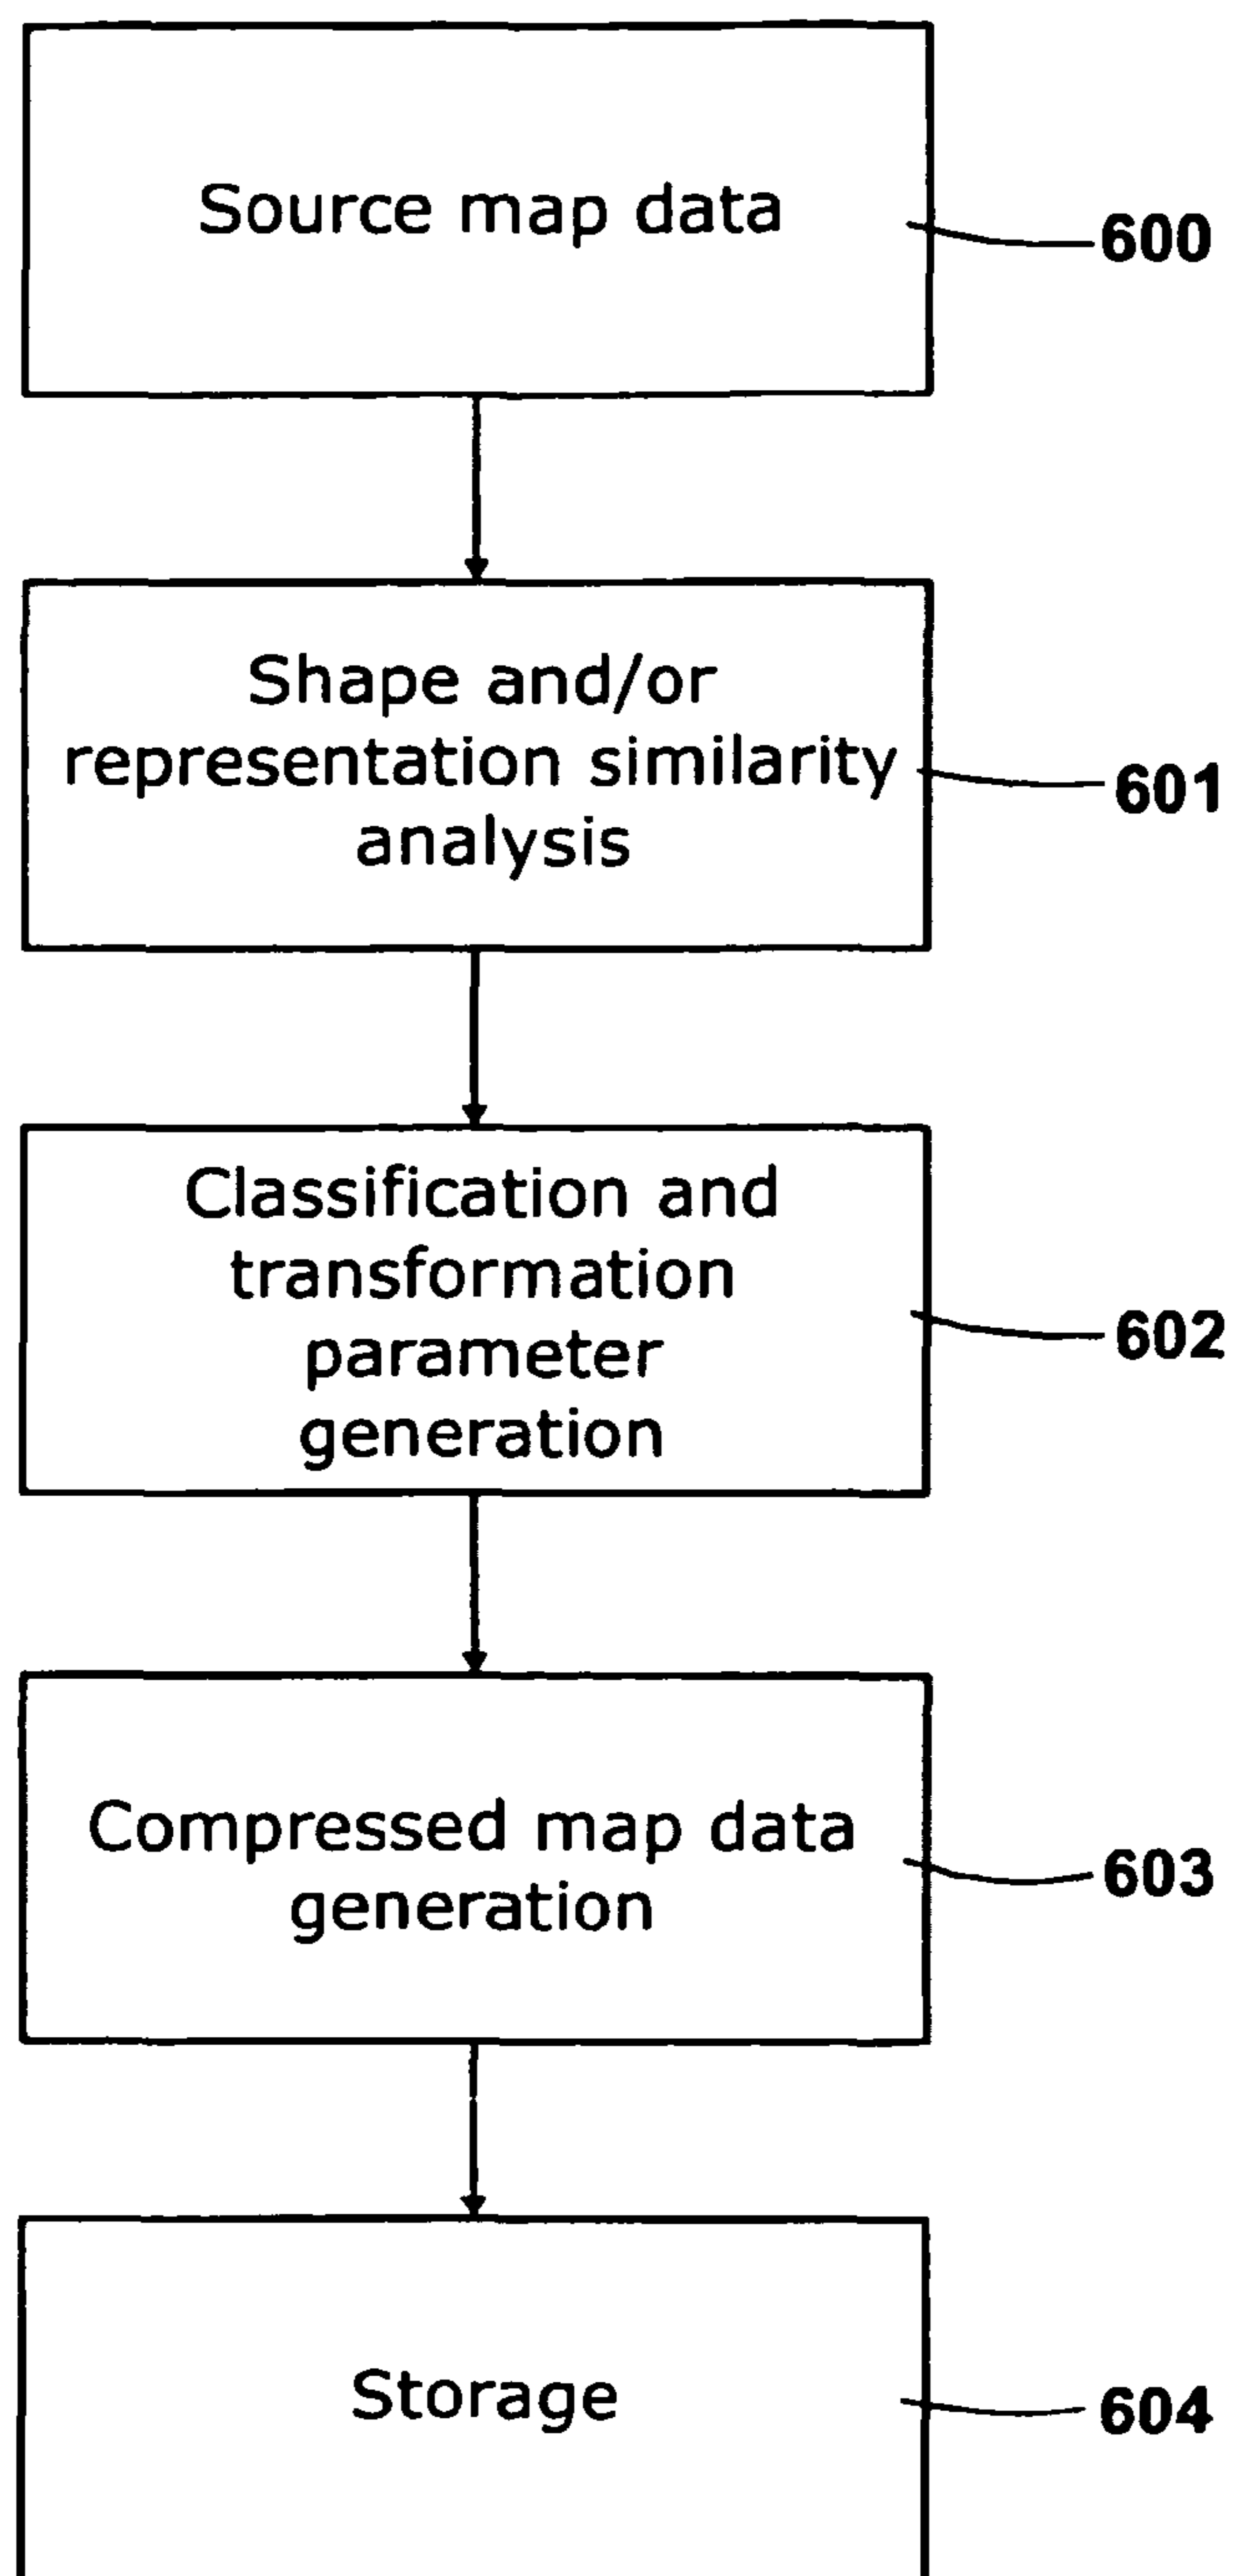 Source map data
600
Shape and/or
representation similarity
analysis
601
Classification and
transformation
parameter
generation
602
Compressed map data
generation
603
Storage
604